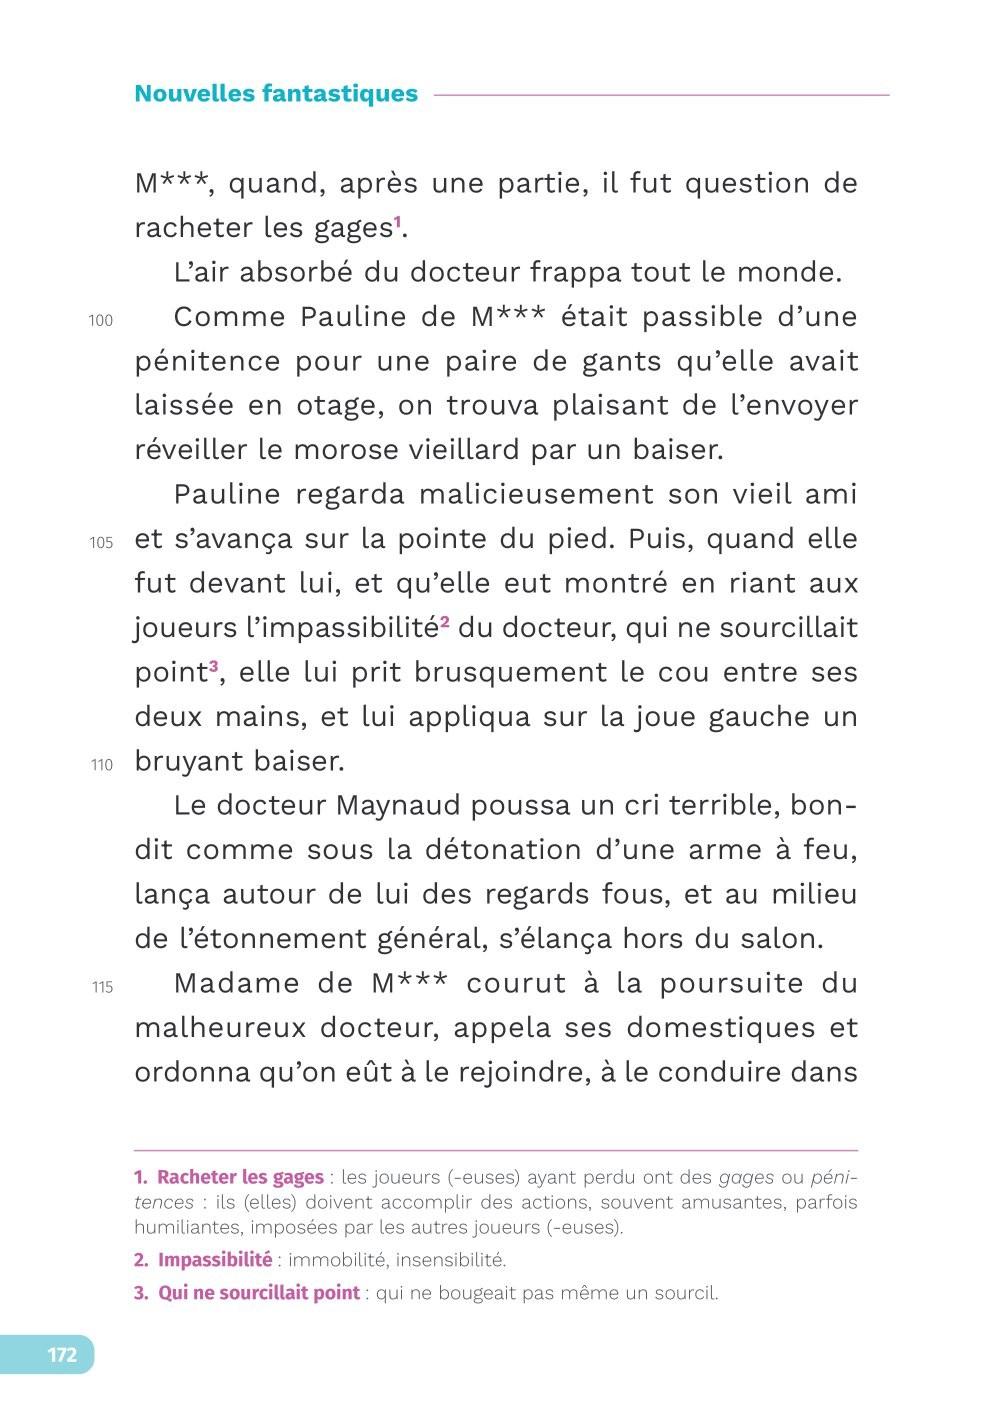 Nouvelles fantastiques
M***, quand, après une partie, il fut question de
racheter les gages¹.
L’air absorbé du docteur frappa tout le monde.
100 Comme Pauline de M*** était passible d’une
pénitence pour une paire de gants qu’elle avait
laissée en otage, on trouva plaisant de l’envoyer
réveiller le morose vieillard par un baiser.
Pauline regarda malicieusement son vieil ami
105 et s’avança sur la pointe du pied. Puis, quand elle
fut devant lui, et qu’elle eut montré en riant aux
joueurs l’impassibilité² du docteur, qui ne sourcillait
point³, elle lui prit brusquement le cou entre ses
deux mains, et lui appliqua sur la joue gauche un
110 bruyant baiser.
Le docteur Maynaud poussa un cri terrible, bon-
dit comme sous la détonation d’une arme à feu,
lança autour de lui des regards fous, et au milieu
de l’étonnement général, s’élança hors du salon.
115 Madame de M*** courut à la poursuite du
malheureux docteur, appela ses domestiques et
ordonna qu’on eût à le rejoindre, à le conduire dans
1. Racheter les gages : les joueurs (-euses) ayant perdu ont des gages ou péni-
tences : ils (elles) doivent accomplir des actions, souvent amusantes, parfois
humiliantes, imposées par les autres joueurs (-euses).
2. Impassibilité : immobilité, insensibilité.
3. Qui ne sourcillait point : qui ne bougeait pas même un sourcil.
172